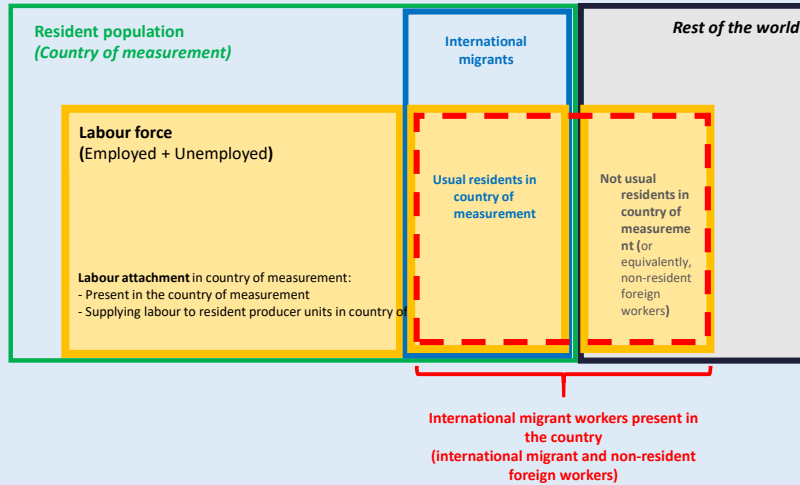 Resident population
(Country of measurement)
International
migrants
Rest of the world
Labour force
(Employed + Unemployed)
Usual residents in
country of
measurement
Not usual
residents in
country of
measureme
nt (or
equivalently,
non-resident
foreign
workers)
Labour attachment in country of measurement:
- Present in the country of measurement
- Supplying labour to resident producer units in country of
International migrant workers present in
the country
(international migrant and non-resident
foreign workers)